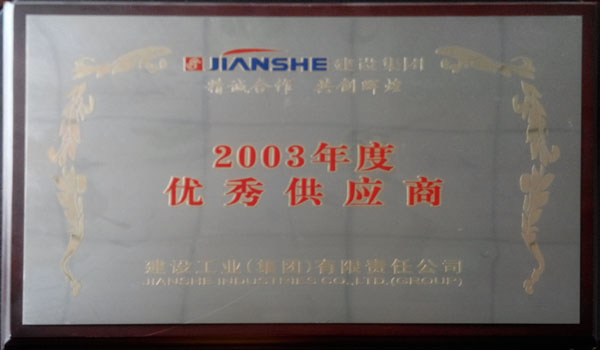 JIANSHE 建设集团
精诚合作 共创辉煌
2003年度
优秀供应商
建设工业(集团)有限责任公司
JIANSHE INDUSTRIES CO.,LTD.(GROUP)